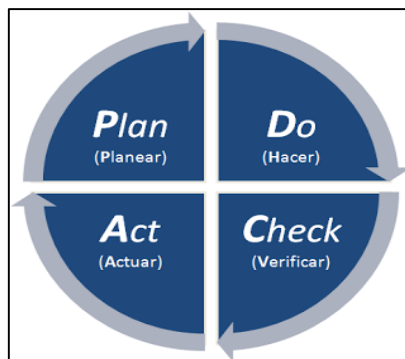 Plan
(Planear)
Do
(Hacer)
Act
(Actuar)
Check
(Verificar)